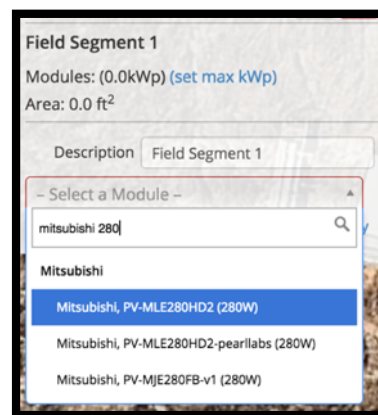 Field Segment 1
Modules: (0.0kWp) (set max kWp)
Area: 0.0 ft²
Description Field Segment 1
– Select a Module –
mitsubishi 280
Mitsubishi
Mitsubishi, PV-MLE280HD2 (280W)
Mitsubishi, PV-MLE280HD2-pearllabs (280W)
Mitsubishi, PV-MJE280FB-v1 (280W)